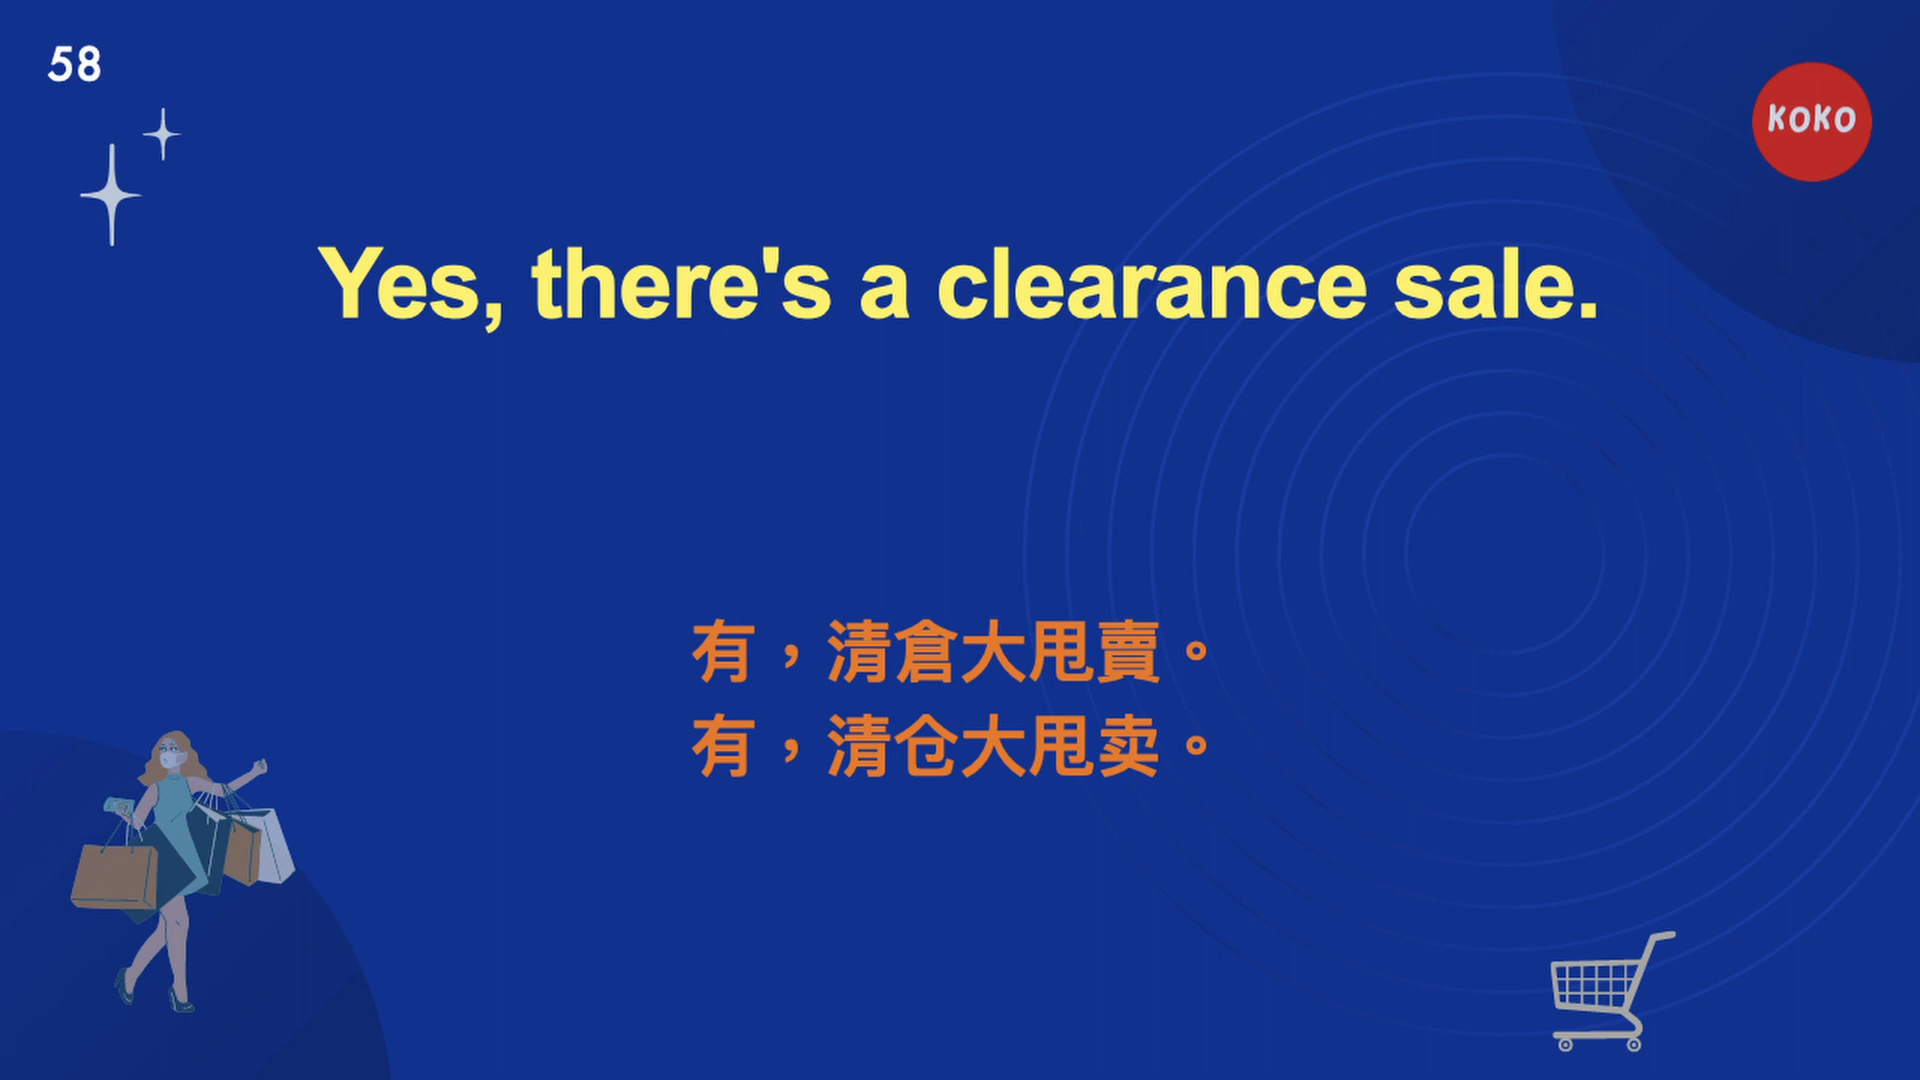 58
KOKO
Yes, there's a clearance sale.
有，清倉大甩賣。
有，清仓大甩卖。